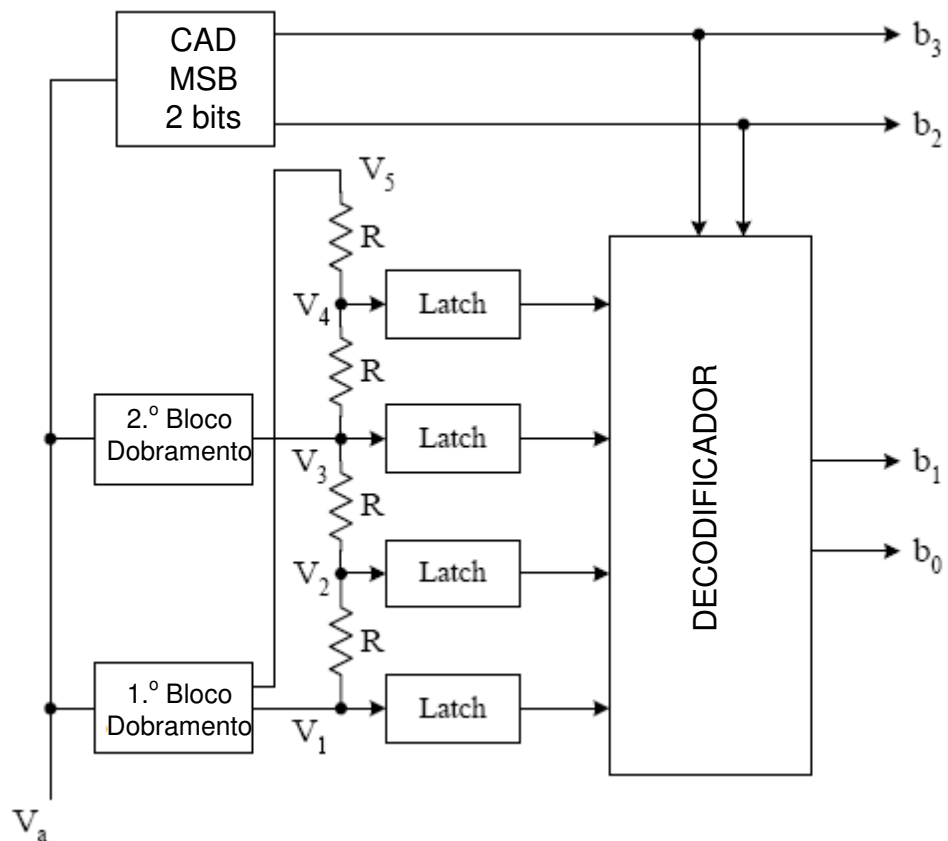 CAD
MSB
2 bits
b3
b2
V5
R
V4
Latch
R
2.º Bloco
Dobramento
V3
Latch
R
V2
Latch
R
1.º Bloco
Dobramento
V1
Latch
DECODIFICADOR
b1
b0
Va